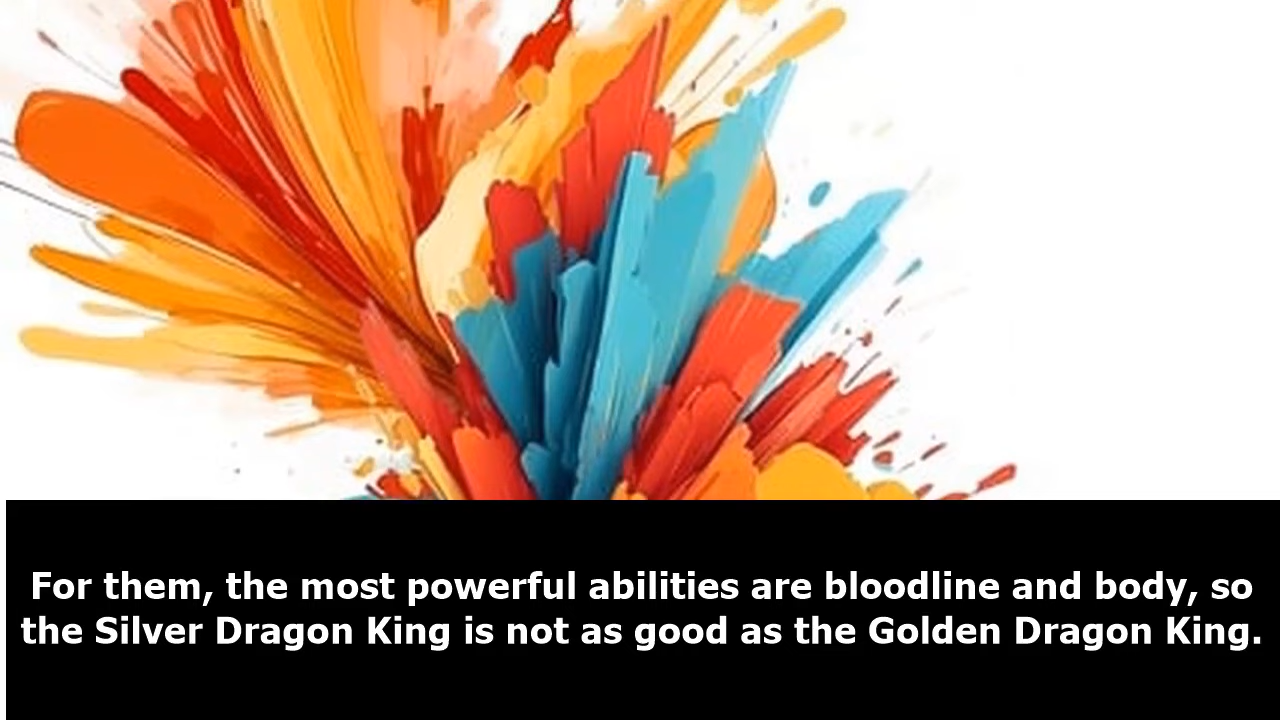 For them, the most powerful abilities are bloodline and body, so
the Silver Dragon King is not as good as the Golden Dragon King.